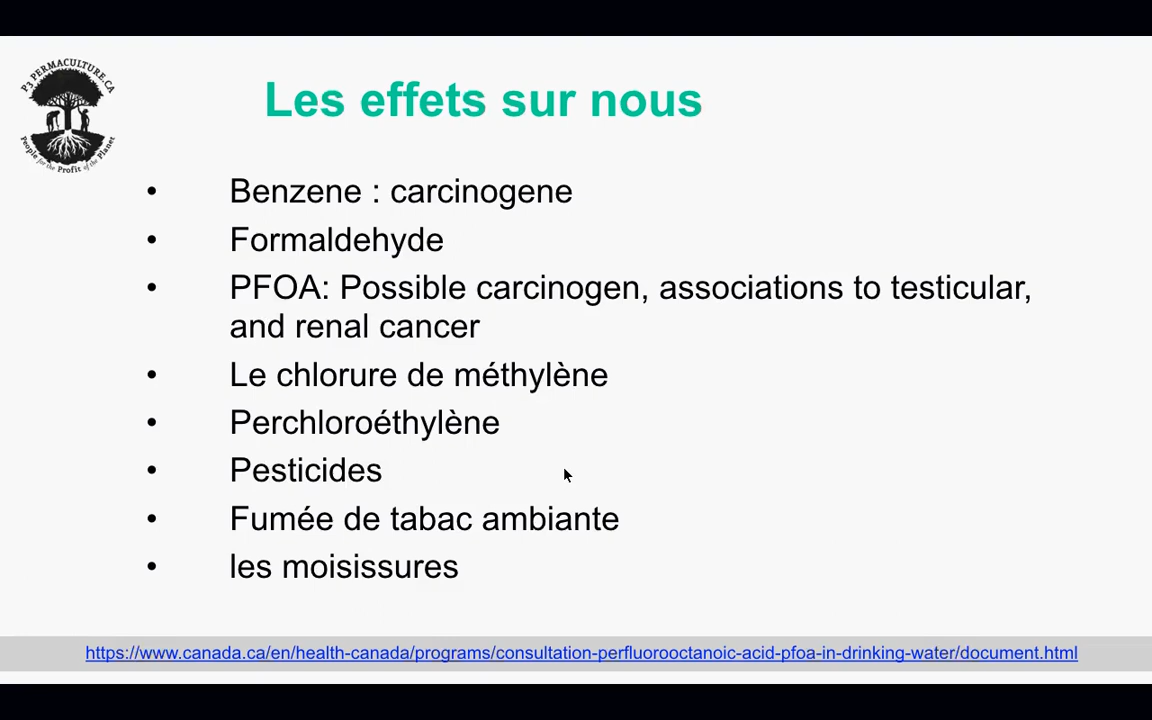 P3 PERMACULTURE.CA
People for the Profit of the Planet
Les effets sur nous
• Benzene : carcinogene
• Formaldehyde
• PFOA: Possible carcinogen, associations to testicular,
and renal cancer
• Le chlorure de méthylène
• Perchloroéthylène
• Pesticides
• Fumée de tabac ambiante
• les moisissures
https://www.canada.ca/en/health-canada/programs/consultation-perfluorooctanoic-acid-pfoa-in-drinking-water/document.html